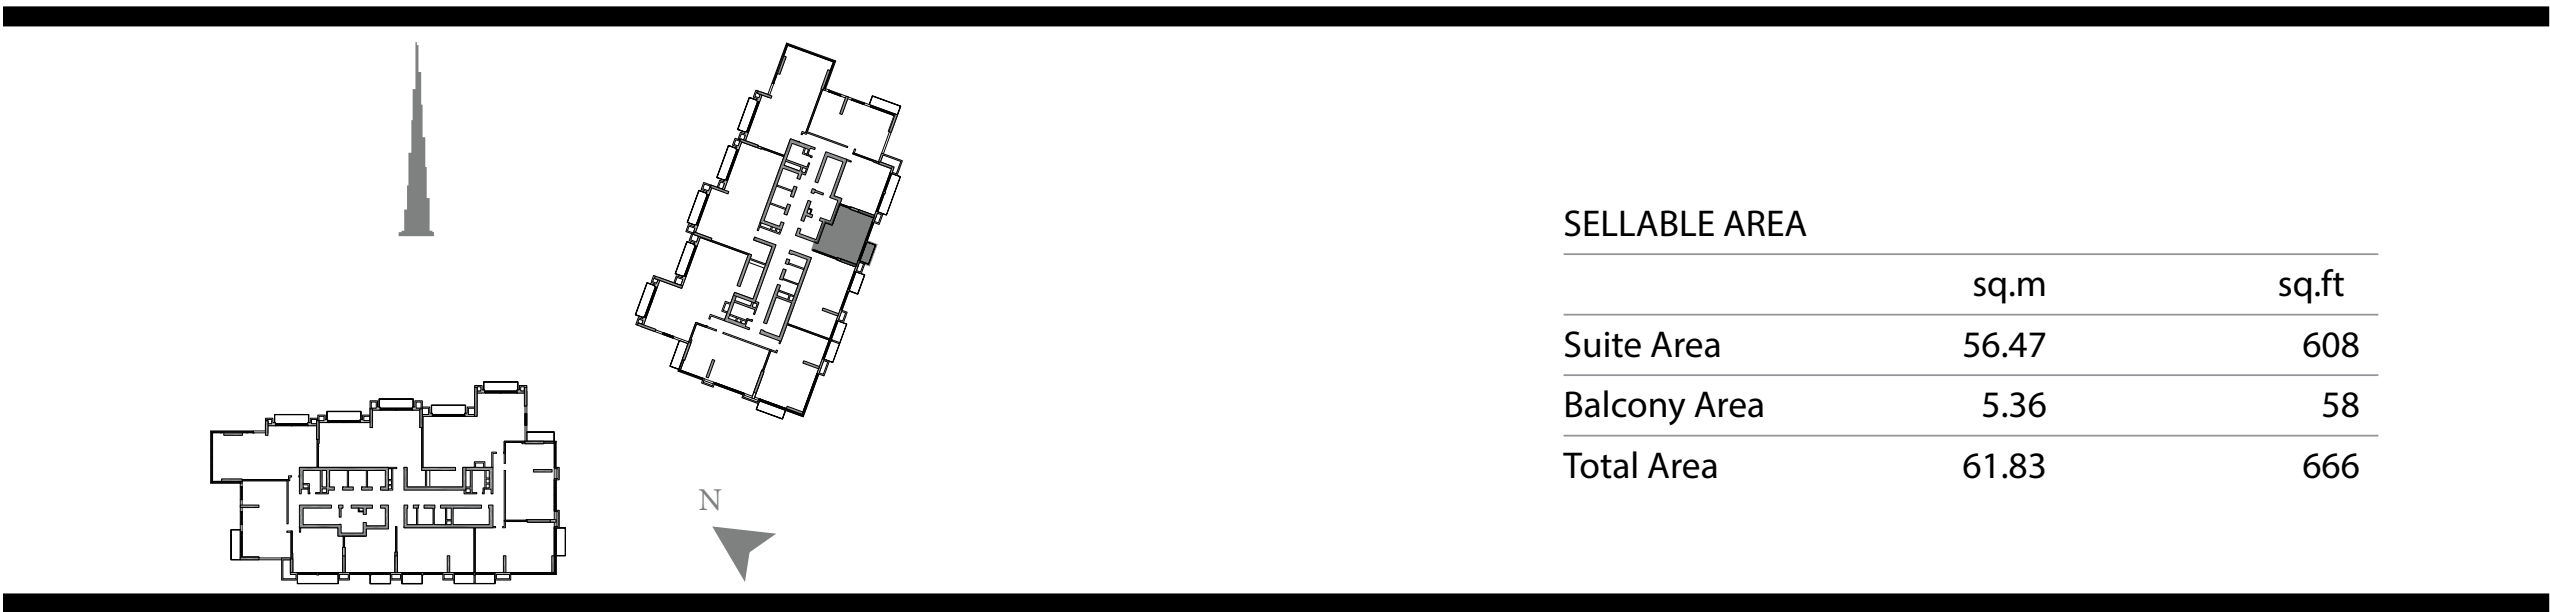 N
SELLABLE AREA
sq.m sq.ft
Suite Area 56.47 608
Balcony Area 5.36 58
Total Area 61.83 666